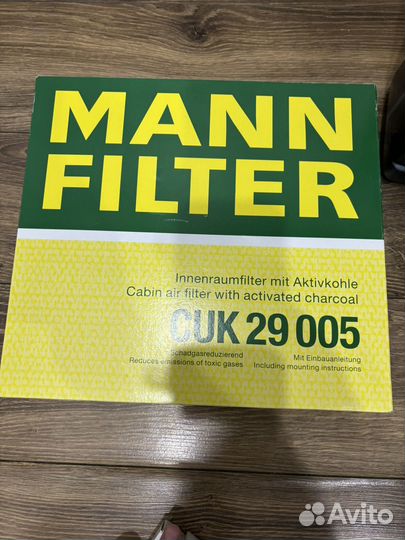 MANN
FILTER
Innenraumfilter mit Aktivkohle
Cabin air filter with activated charcoal
CUK 29 005
Schadgasreduzierend
Reduces emissions of toxic gases
Mit Einbauanleitung
Including mounting instructions
Avito